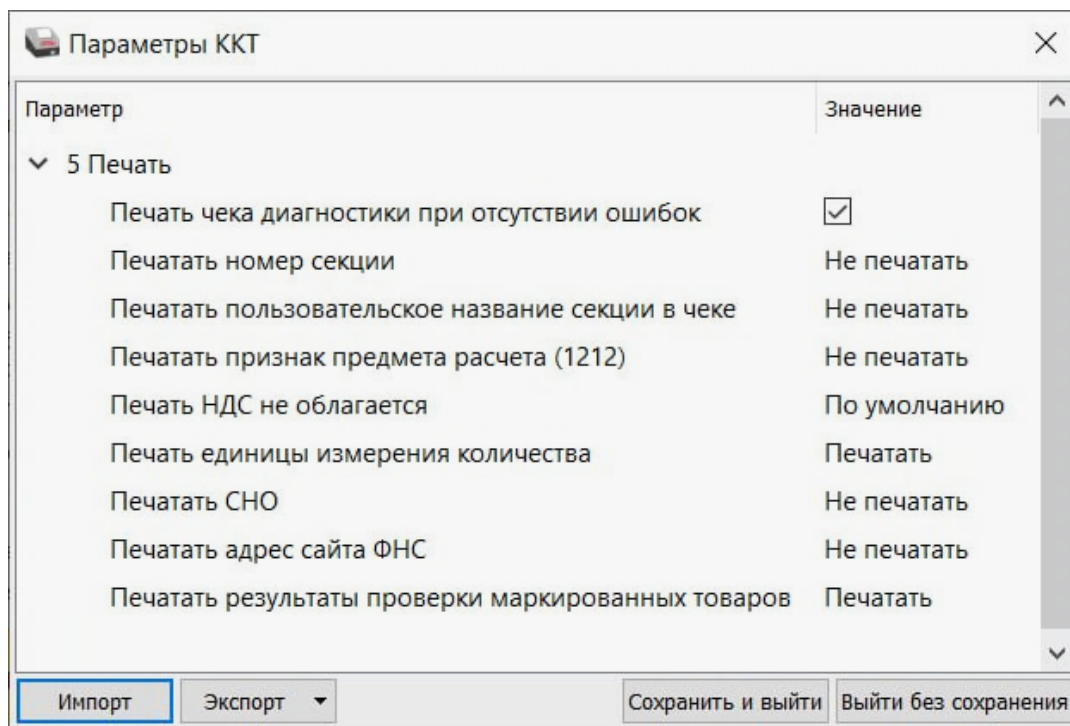 Параметры ККТ
Параметр Значение
5 Печать
Печать чека диагностики при отсутствии ошибок
Печатать номер секции Не печатать
Печатать пользовательское название секции в чеке Не печатать
Печатать признак предмета расчета (1212) Не печатать
Печать НДС не облагается По умолчанию
Печать единицы измерения количества Печатать
Печатать СНО Не печатать
Печатать адрес сайта ФНС Не печатать
Печатать результаты проверки маркированных товаров Печатать
Импорт Экспорт Сохранить и выйти Выйти без сохранения